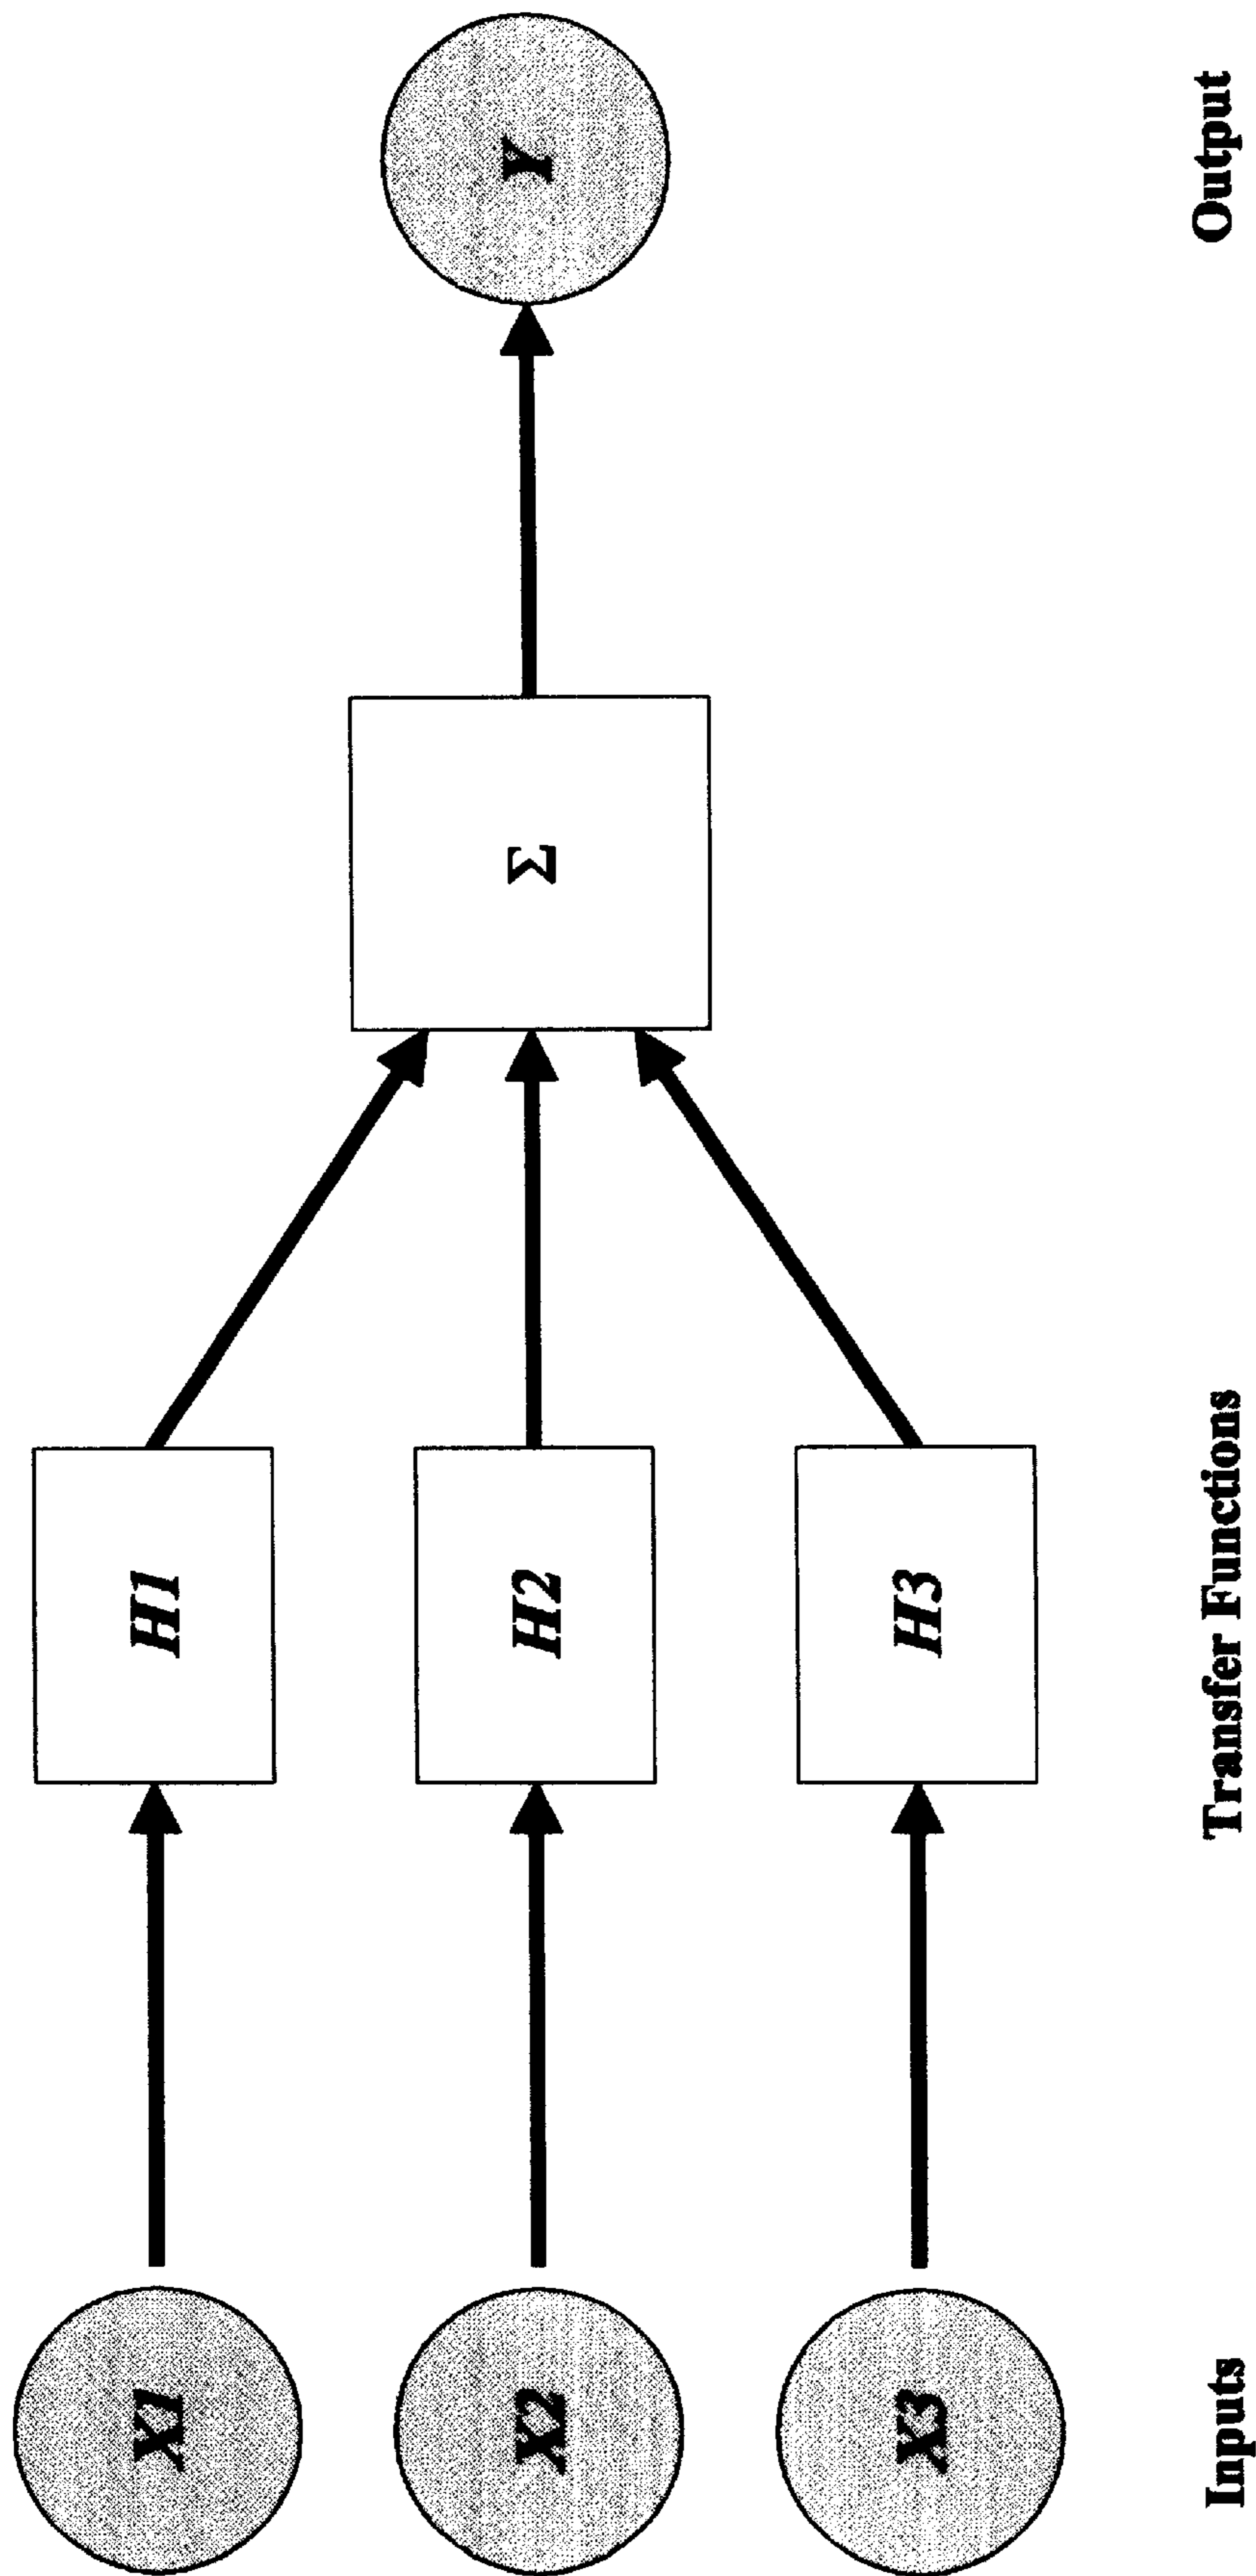 X1
H1
X2
H2
Σ
Y
X3
H3
Inputs
Transfer Functions
Output